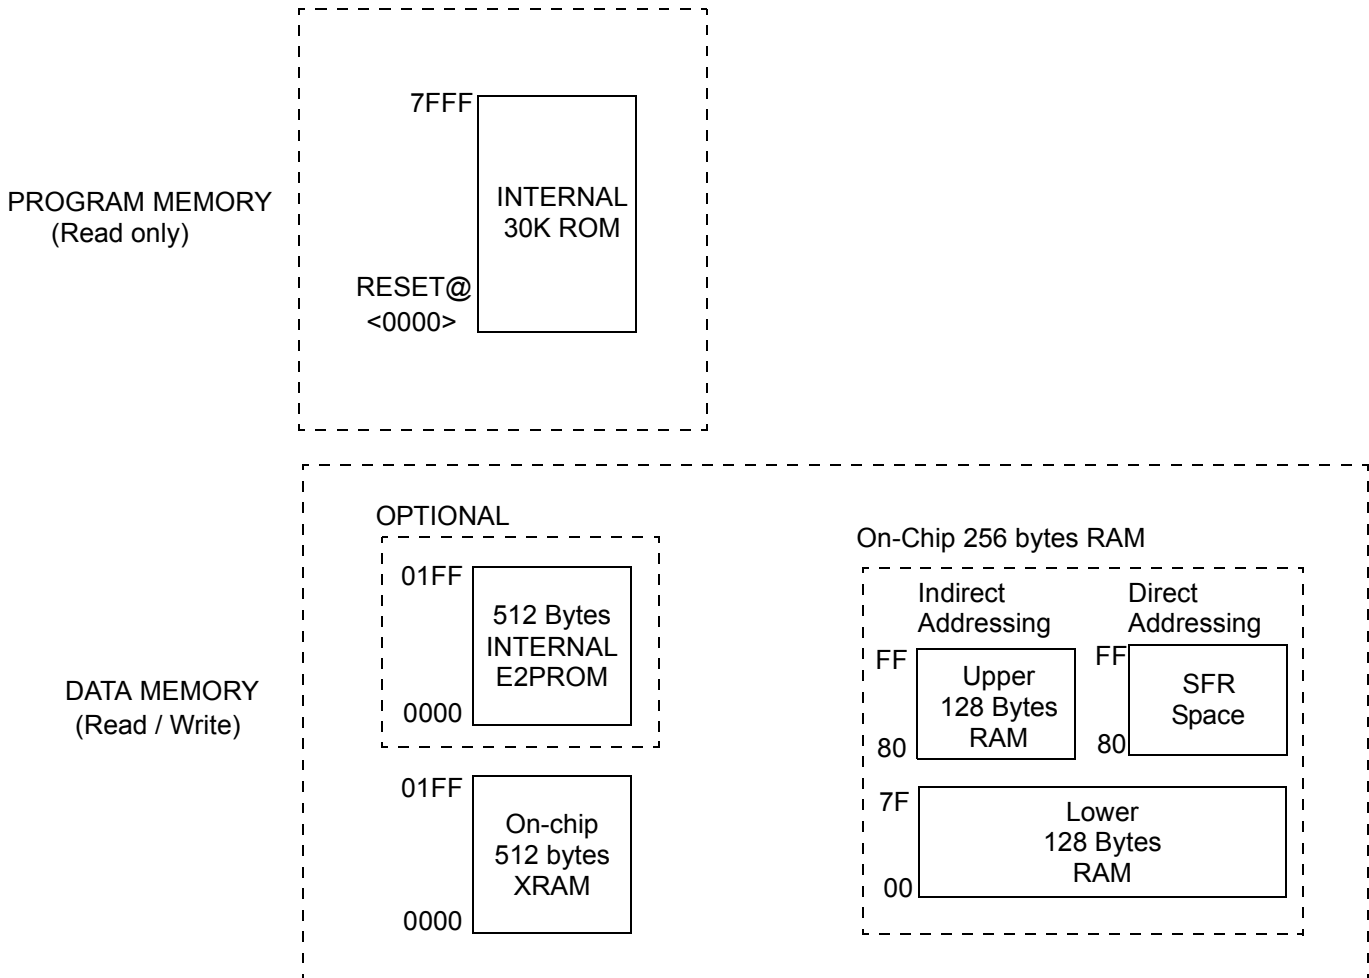 7FFF
INTERNAL
30K ROM
PROGRAM MEMORY
(Read only)
RESET@
<0000>
OPTIONAL
01FF
512 Bytes
INTERNAL
E2PROM
0000
On-Chip 256 bytes RAM
Indirect
Addressing
Direct
Addressing
FF
Upper
128 Bytes
RAM
80
FF
SFR
Space
80
DATA MEMORY
(Read / Write)
01FF
On-chip
512 bytes
XRAM
0000
7F
Lower
128 Bytes
RAM
00